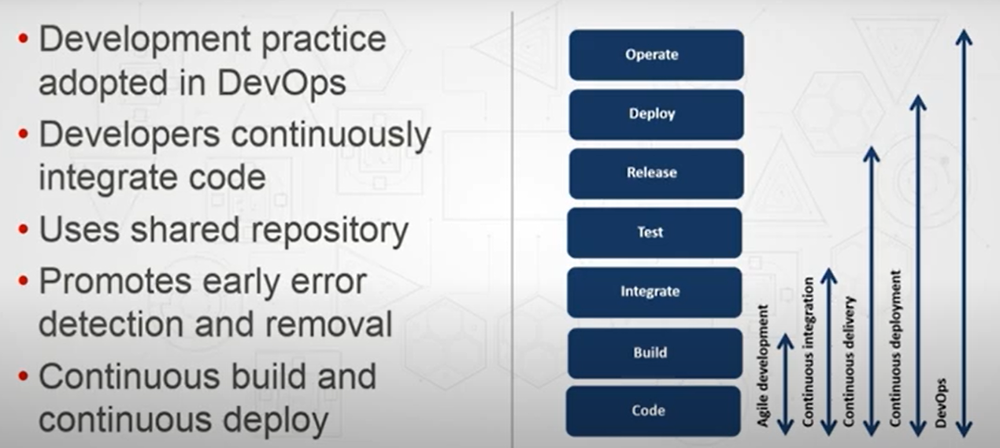 Development practice
adopted in DevOps
Developers continuously
integrate code
Uses shared repository
Promotes early error
detection and removal
Continuous build and
continuous deploy
Operate
Deploy
Release
Test
Integrate
Build
Code
Agile development
Continuous integration
Continuous delivery
Continuous deployment
DevOps